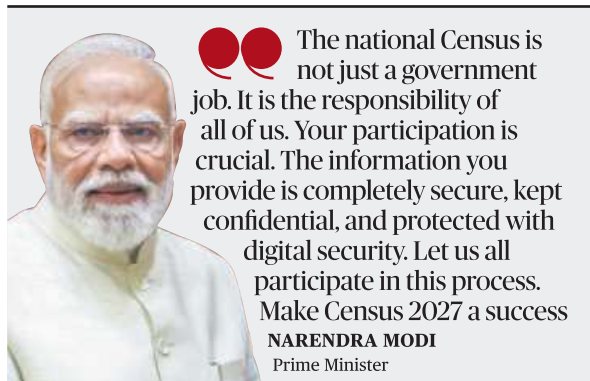 The national Census is
not just a government
job. It is the responsibility of
all of us. Your participation is
crucial. The information you
provide is completely secure, kept
confidential, and protected with
digital security. Let us all
participate in this process.
Make Census 2027 a success
NARENDRA MODI
Prime Minister